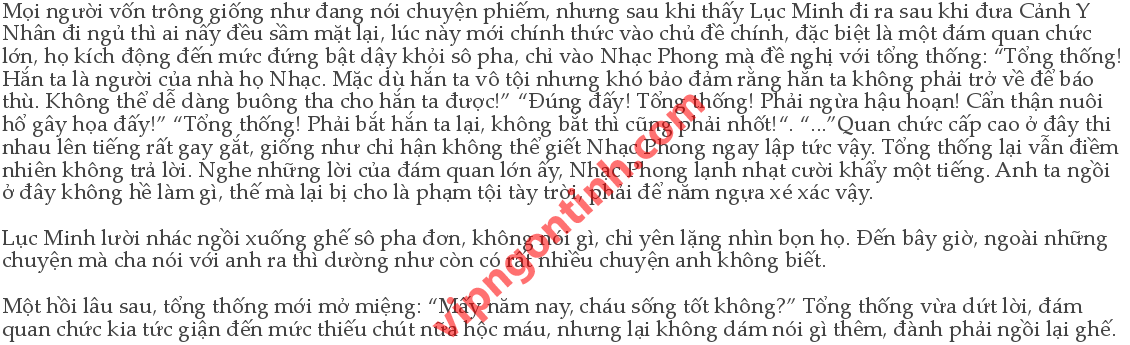 Mọi người vốn trông giống như đang nói chuyện phiếm, nhưng sau khi thấy Lục Minh đi ra sau khi đưa Cảnh Y
Nhân đi ngủ thì ai nấy đều sầm mặt lại, lúc này mới chính thức vào chủ đề chính, đặc biệt là một đám quan chức
lớn, họ kích động đến mức đứng bật dậy khỏi sô pha, chỉ vào Nhạc Phong mà đề nghị với tổng thống: “Tổng thống!
Hắn ta là người của nhà họ Nhạc. Mặc dù hắn ta vô tội nhưng khó bảo đảm rằng hắn ta không phải trở về để báo
thù. Không thể dễ dàng buông tha cho hắn ta được!” “Đúng đấy! Tổng thống! Phải ngừa hậu hoạn! Cẩn thận nuôi
hổ gây họa đấy!” “Tổng thống! Phải bắt hắn ta lại, không bắt thì cũng phải nhốt!“. “...”Quan chức cấp cao ở đây thi
nhau lên tiếng rất gay gắt, giống như chỉ hận không thể giết Nhạc Phong ngay lập tức vậy. Tổng thống lại vẫn điềm
nhiên không trả lời. Nghe những lời của đám quan lớn ấy, Nhạc Phong lạnh nhạt cười khẩy một tiếng. Anh ta ngồi
ở đây không hề làm gì, thế mà lại bị cho là phạm tội tày trời, phải để năm ngựa xé xác vậy.
Lục Minh lười nhác ngồi xuống ghế sô pha đơn, không nói gì, chỉ yên lặng nhìn bọn họ. Đến bây giờ, ngoài những
chuyện mà cha nói với anh ra thì dường như còn có rất nhiều chuyện anh không biết.
Một hồi lâu sau, tổng thống mới mở miệng: “Mấy năm nay, cháu sống tốt không?” Tổng thống vừa dứt lời, đám
quan chức kia tức giận đến mức thiếu chút nữa hộc máu, nhưng lại không dám nói gì thêm, đành phải ngồi lại ghế.
vipngontinh.com